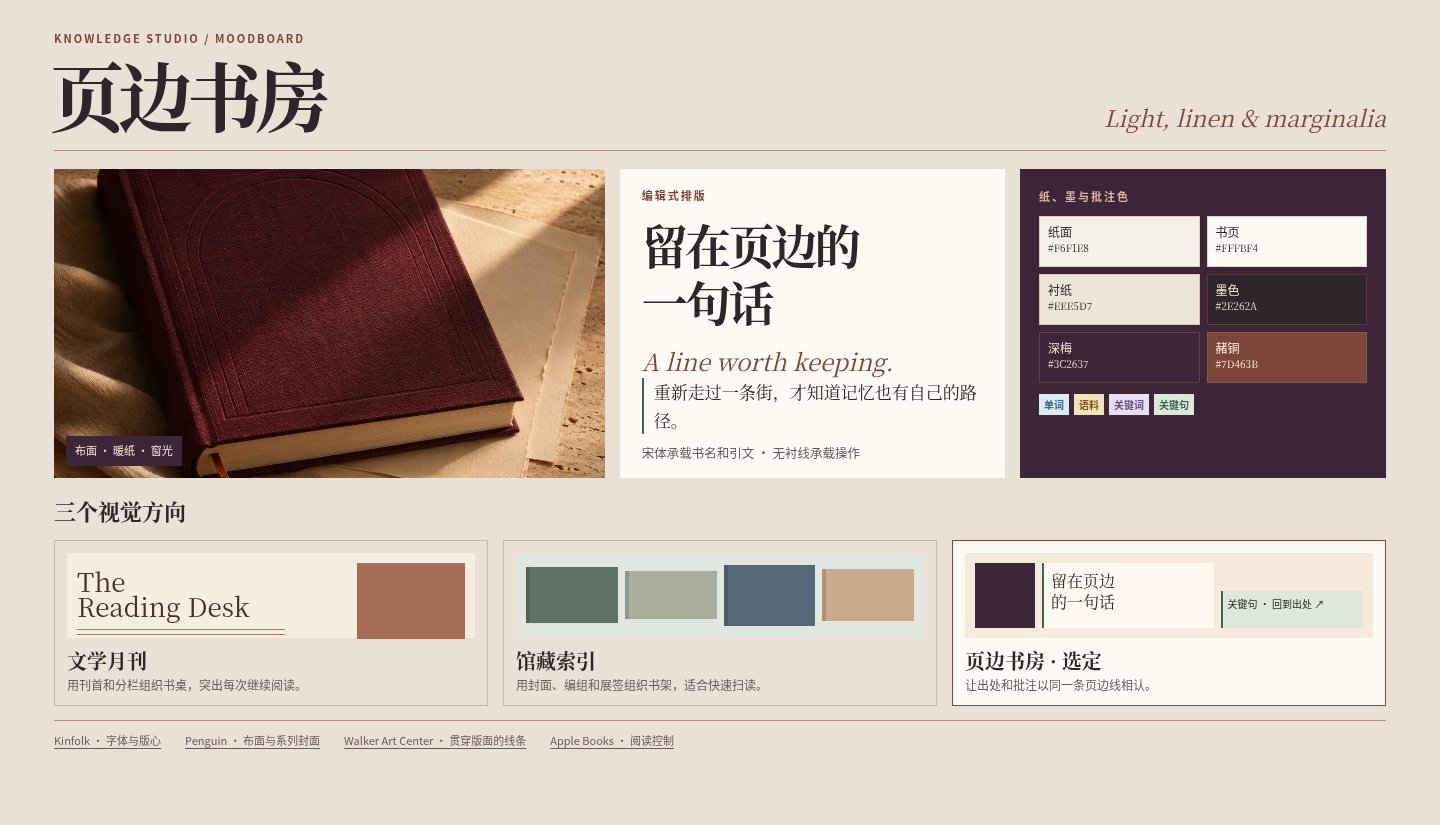 KNOWLEDGE STUDIO / MOODBOARD
页边书房
Light, linen & marginalia
布面 · 暖纸 · 窗光
编辑式排版
留在页边的
一句话
A line worth keeping.
重新走过一条街，才知道记忆也有自己的路
径。
宋体承载书名和引文 · 无衬线承载操作
纸、墨与批注色
纸面
#F6F1E8
书页
#FFFBF4
衬纸
#EEE5D7
墨色
#2E262A
深梅
#3C2637
赭铜
#7D463B
单词
语料
关键词
关键句
三个视觉方向
The
Reading Desk
文学月刊
用刊首和分栏组织书桌，突出每次继续阅读。
馆藏索引
用封面、编组和展签组织书架，适合快速扫读。
留在页边
的一句话
关键句 · 回到出处 ↗
页边书房 · 选定
让出处和批注以同一条页边线相认。
Kinfolk · 字体与版心
Penguin · 布面与系列封面
Walker Art Center · 贯穿版面的线条
Apple Books · 阅读控制